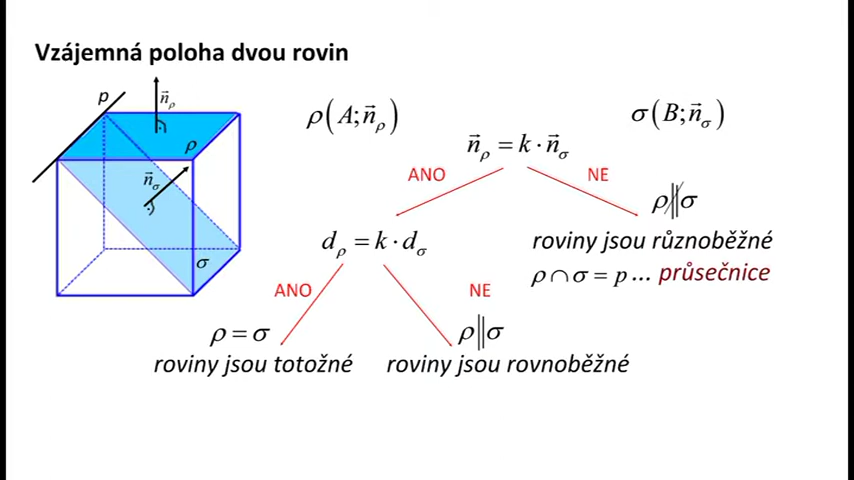 Vzájemná poloha dvou rovin
p
n⃗ρ
ρ
n⃗σ
σ
ρ(A;n⃗ρ)
σ(B;n⃗σ)
n⃗ρ = k·n⃗σ
ANO
NE
ρ∦σ
roviny jsou různoběžné
ρ∩σ = p... průsečnice
dρ = k·dσ
ANO
NE
ρ = σ
roviny jsou totožné
ρ∥σ
roviny jsou rovnoběžné